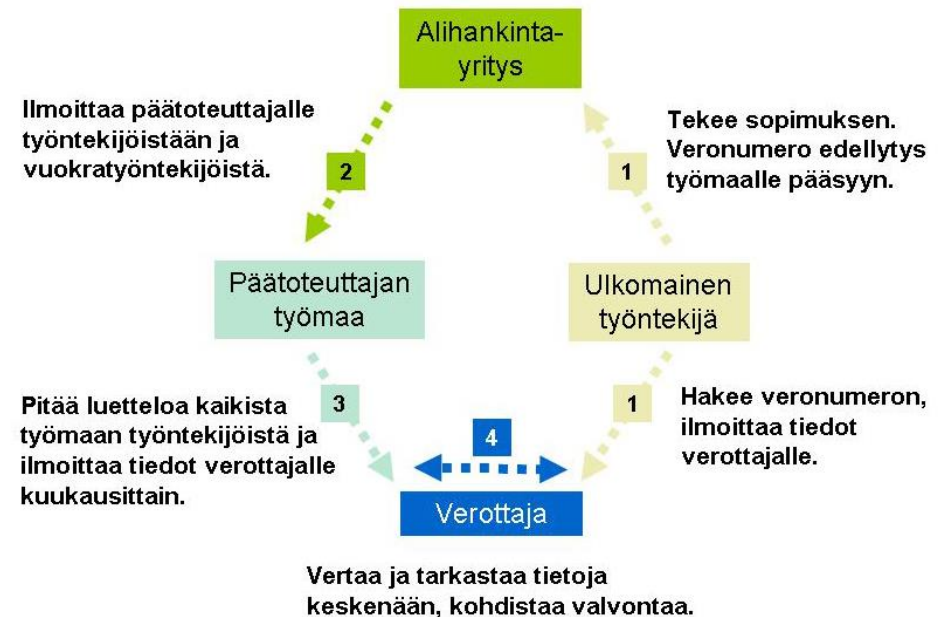 Alihankinta-
yritys
Ilmoittaa päätoteuttajalle
työntekijöistään ja
vuokratyöntekijöistä.
2
1
Tekee sopimuksen.
Veronumero edellytys
työmaalle pääsyyn.
Päätoteuttajan
työmaa
Ulkomainen
työntekijä
Pitää luetteloa kaikista
työmaan työntekijöistä ja
ilmoittaa tiedot verottajalle
kuukausittain.
3
4
1
Hakee veronumeron,
ilmoittaa tiedot
verottajalle.
Verottaja
Vertaa ja tarkastaa tietoja
keskenään, kohdistaa valvontaa.